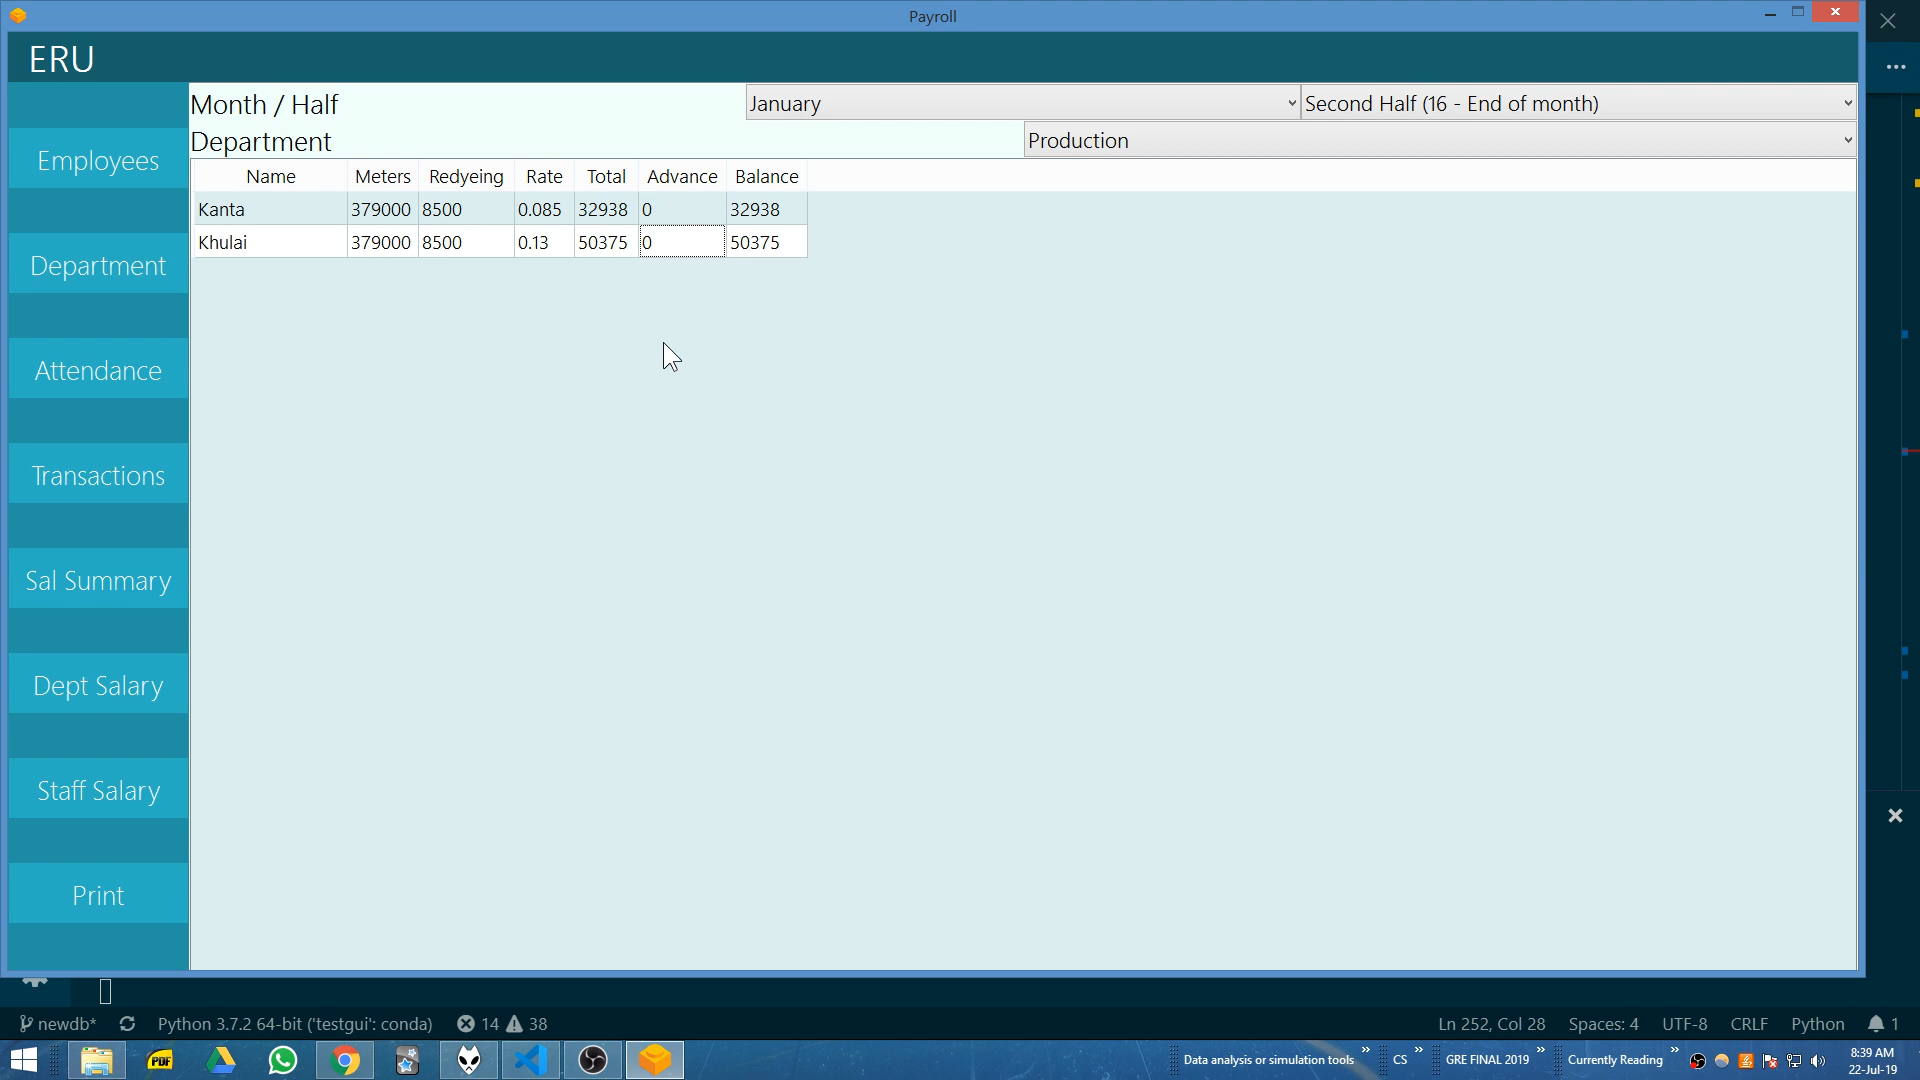 Payroll
ERU
Month / Half
January
Second Half (16 - End of month)
Department
Production
Employees
Department
Attendance
Transactions
Sal Summary
Dept Salary
Staff Salary
Print
Name Meters Redyeing Rate Total Advance Balance
Kanta 379000 8500 0.085 32938 0 32938
Khulai 379000 8500 0.13 50375 0 50375
newdb* Python 3.7.2 64-bit ('testgui': conda) 14 38 Ln 252, Col 28 Spaces: 4 UTF-8 CRLF Python 1
PDF
Data analysis or simulation tools » CS » GRE FINAL 2019 » Currently Reading »
8:39 AM
22-Jul-19